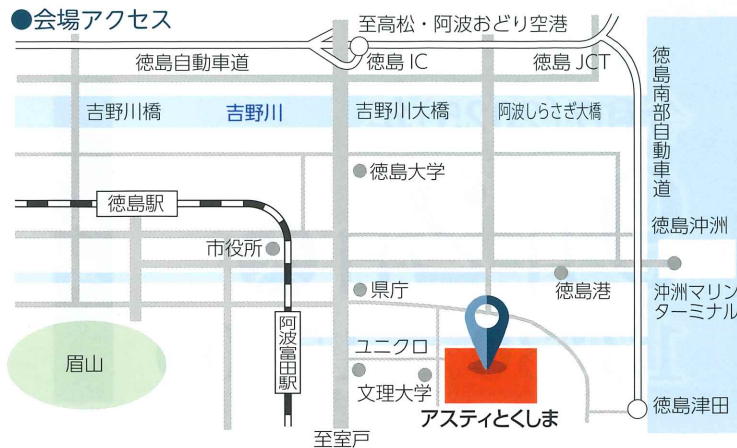 ●会場アクセス
至高松・阿波おどり空港
徳島自動車道
徳島 IC
徳島 JCT
徳島南部自動車道
吉野川橋
吉野川
吉野川大橋
阿波しらさぎ大橋
徳島大学
徳島駅
徳島沖洲
市役所
県庁
徳島港
沖洲マリン
ターミナル
阿波富田駅
ユニクロ
眉山
文理大学
アスティとくしま
徳島津田
至室戸